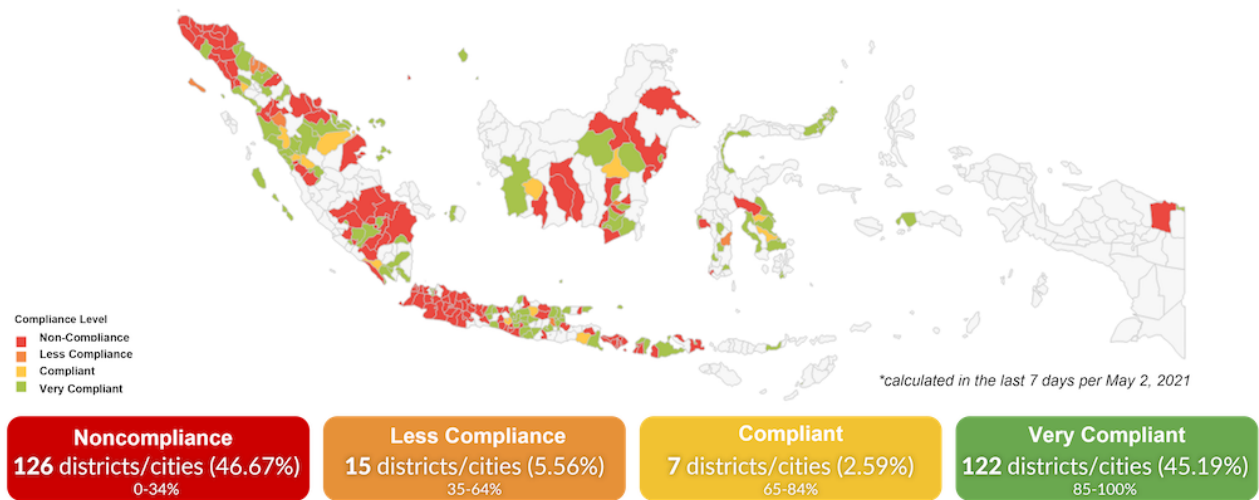 Compliance Level
Non-Compliance
Less Compliance
Compliant
Very Compliant
*calculated in the last 7 days per May 2, 2021
Noncompliance
126 districts/cities (46.67%)
0-34%
Less Compliance
15 districts/cities (5.56%)
35-64%
Compliant
7 districts/cities (2.59%)
65-84%
Very Compliant
122 districts/cities (45.19%)
85-100%